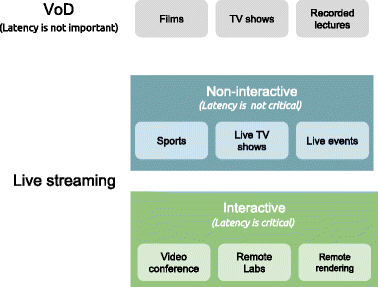 VoD
(Latency is not important)
Films
TV shows
Recorded
lectures
Non-interactive
(Latency is not critical)
Sports
Live TV
shows
Live events
Live streaming
Interactive
(Latency is critical)
Video
conference
Remote
Labs
Remote
rendering